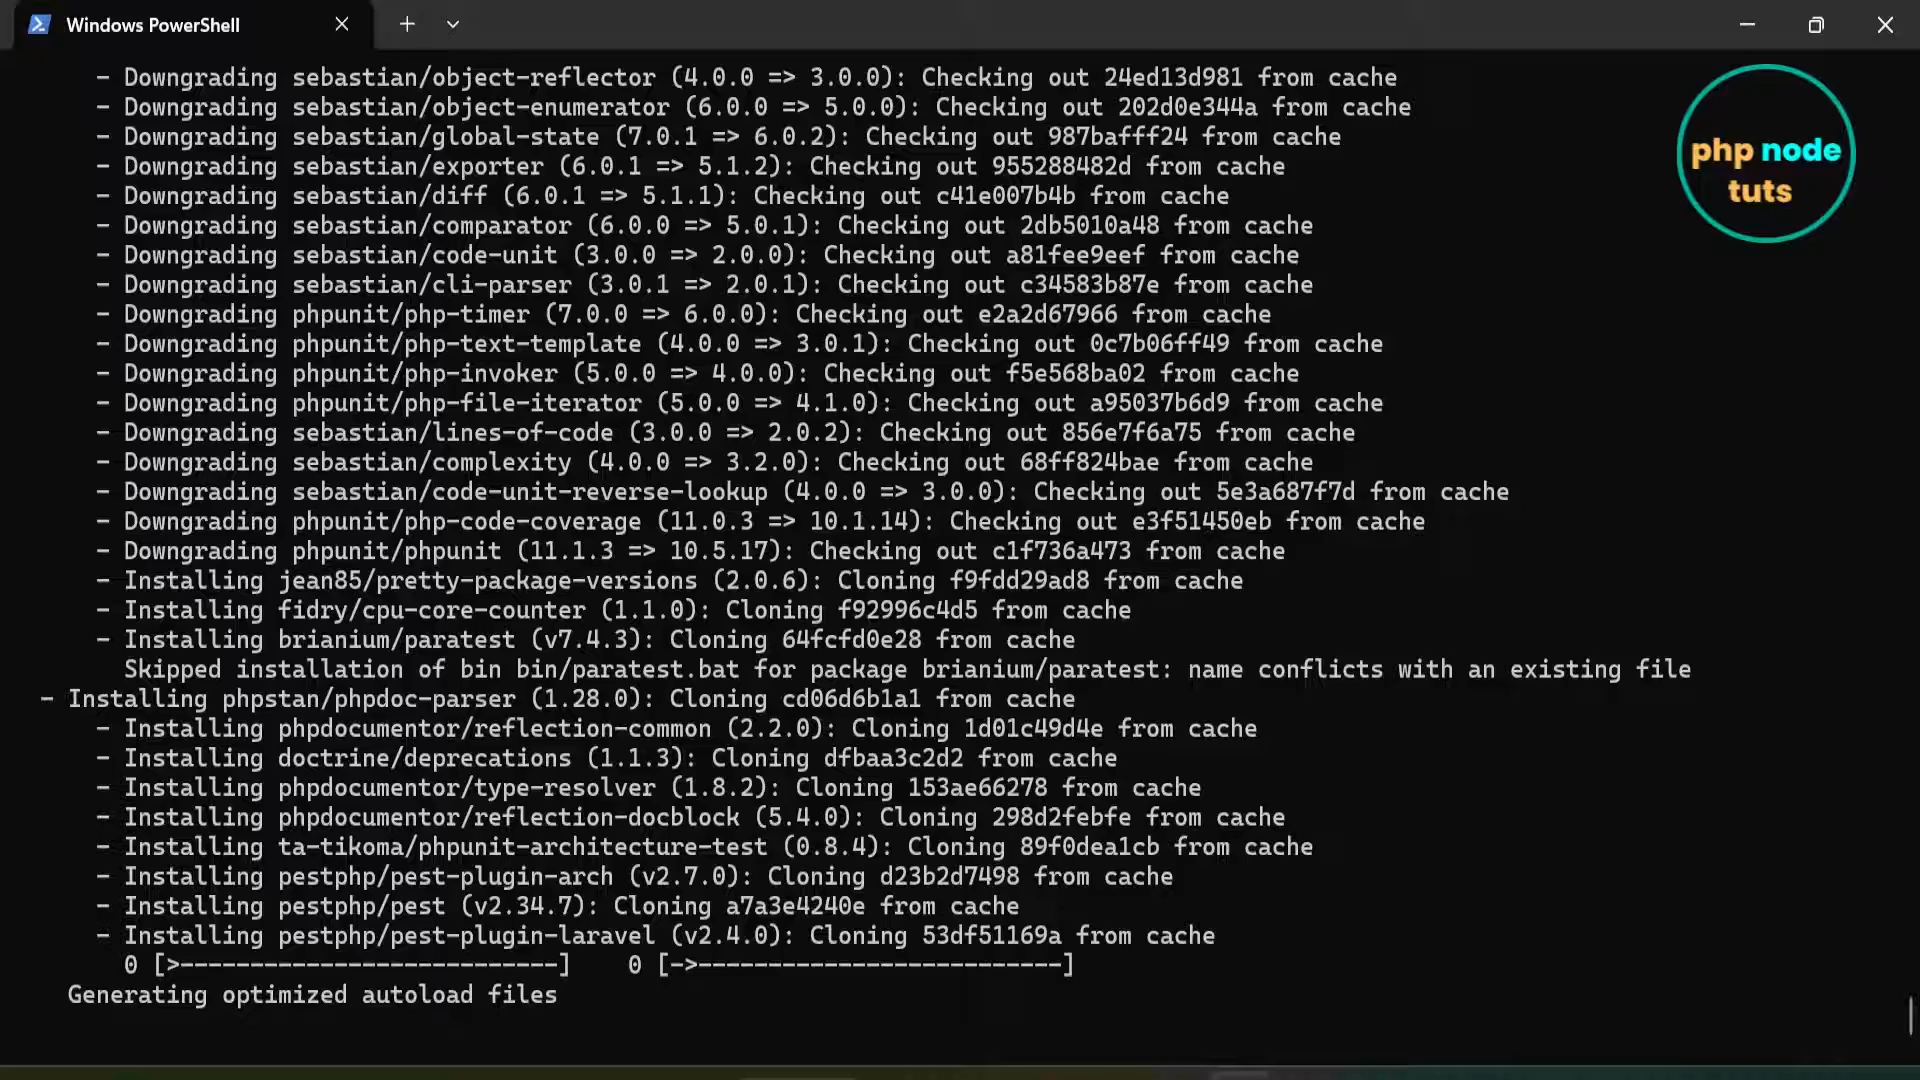 Windows PowerShell
- Downgrading sebastian/object-reflector (4.0.0 => 3.0.0): Checking out 24ed13d981 from cache
- Downgrading sebastian/object-enumerator (6.0.0 => 5.0.0): Checking out 202d0e344a from cache
- Downgrading sebastian/global-state (7.0.1 => 6.0.2): Checking out 987bafff24 from cache
- Downgrading sebastian/exporter (6.0.1 => 5.1.2): Checking out 955288482d from cache
- Downgrading sebastian/diff (6.0.1 => 5.1.1): Checking out c41e007b4b from cache
- Downgrading sebastian/comparator (6.0.0 => 5.0.1): Checking out 2db5010a48 from cache
- Downgrading sebastian/code-unit (3.0.0 => 2.0.0): Checking out a81fee9eef from cache
- Downgrading sebastian/cli-parser (3.0.1 => 2.0.1): Checking out c34583b87e from cache
- Downgrading phpunit/php-timer (7.0.0 => 6.0.0): Checking out e2a2d67966 from cache
- Downgrading phpunit/php-text-template (4.0.0 => 3.0.1): Checking out 0c7b06ff49 from cache
- Downgrading phpunit/php-invoker (5.0.0 => 4.0.0): Checking out f5e568ba02 from cache
- Downgrading phpunit/php-file-iterator (5.0.0 => 4.1.0): Checking out a95037b6d9 from cache
- Downgrading sebastian/lines-of-code (3.0.0 => 2.0.2): Checking out 856e7f6a75 from cache
- Downgrading sebastian/complexity (4.0.0 => 3.2.0): Checking out 68ff824bae from cache
- Downgrading sebastian/code-unit-reverse-lookup (4.0.0 => 3.0.0): Checking out 5e3a687f7d from cache
- Downgrading phpunit/php-code-coverage (11.0.3 => 10.1.14): Checking out e3f51450eb from cache
- Downgrading phpunit/phpunit (11.1.3 => 10.5.17): Checking out c1f736a473 from cache
- Installing jean85/pretty-package-versions (2.0.6): Cloning f9fdd29ad8 from cache
- Installing fidry/cpu-core-counter (1.1.0): Cloning f92996c4d5 from cache
- Installing brianium/paratest (v7.4.3): Cloning 64fcfd0e28 from cache
Skipped installation of bin bin/paratest.bat for package brianium/paratest: name conflicts with an existing file
- Installing phpstan/phpdoc-parser (1.28.0): Cloning cd06d6b1a1 from cache
- Installing phpdocumentor/reflection-common (2.2.0): Cloning 1d01c49d4e from cache
- Installing doctrine/deprecations (1.1.3): Cloning dfbaa3c2d2 from cache
- Installing phpdocumentor/type-resolver (1.8.2): Cloning 153ae66278 from cache
- Installing phpdocumentor/reflection-docblock (5.4.0): Cloning 298d2febfe from cache
- Installing ta-tikoma/phpunit-architecture-test (0.8.4): Cloning 89f0dea1cb from cache
- Installing pestphp/pest-plugin-arch (v2.7.0): Cloning d23b2d7498 from cache
- Installing pestphp/pest (v2.34.7): Cloning a7a3e4240e from cache
- Installing pestphp/pest-plugin-laravel (v2.4.0): Cloning 53df51169a from cache
0 [>---------------------------]    0 [->--------------------------]
Generating optimized autoload files
php node
tuts